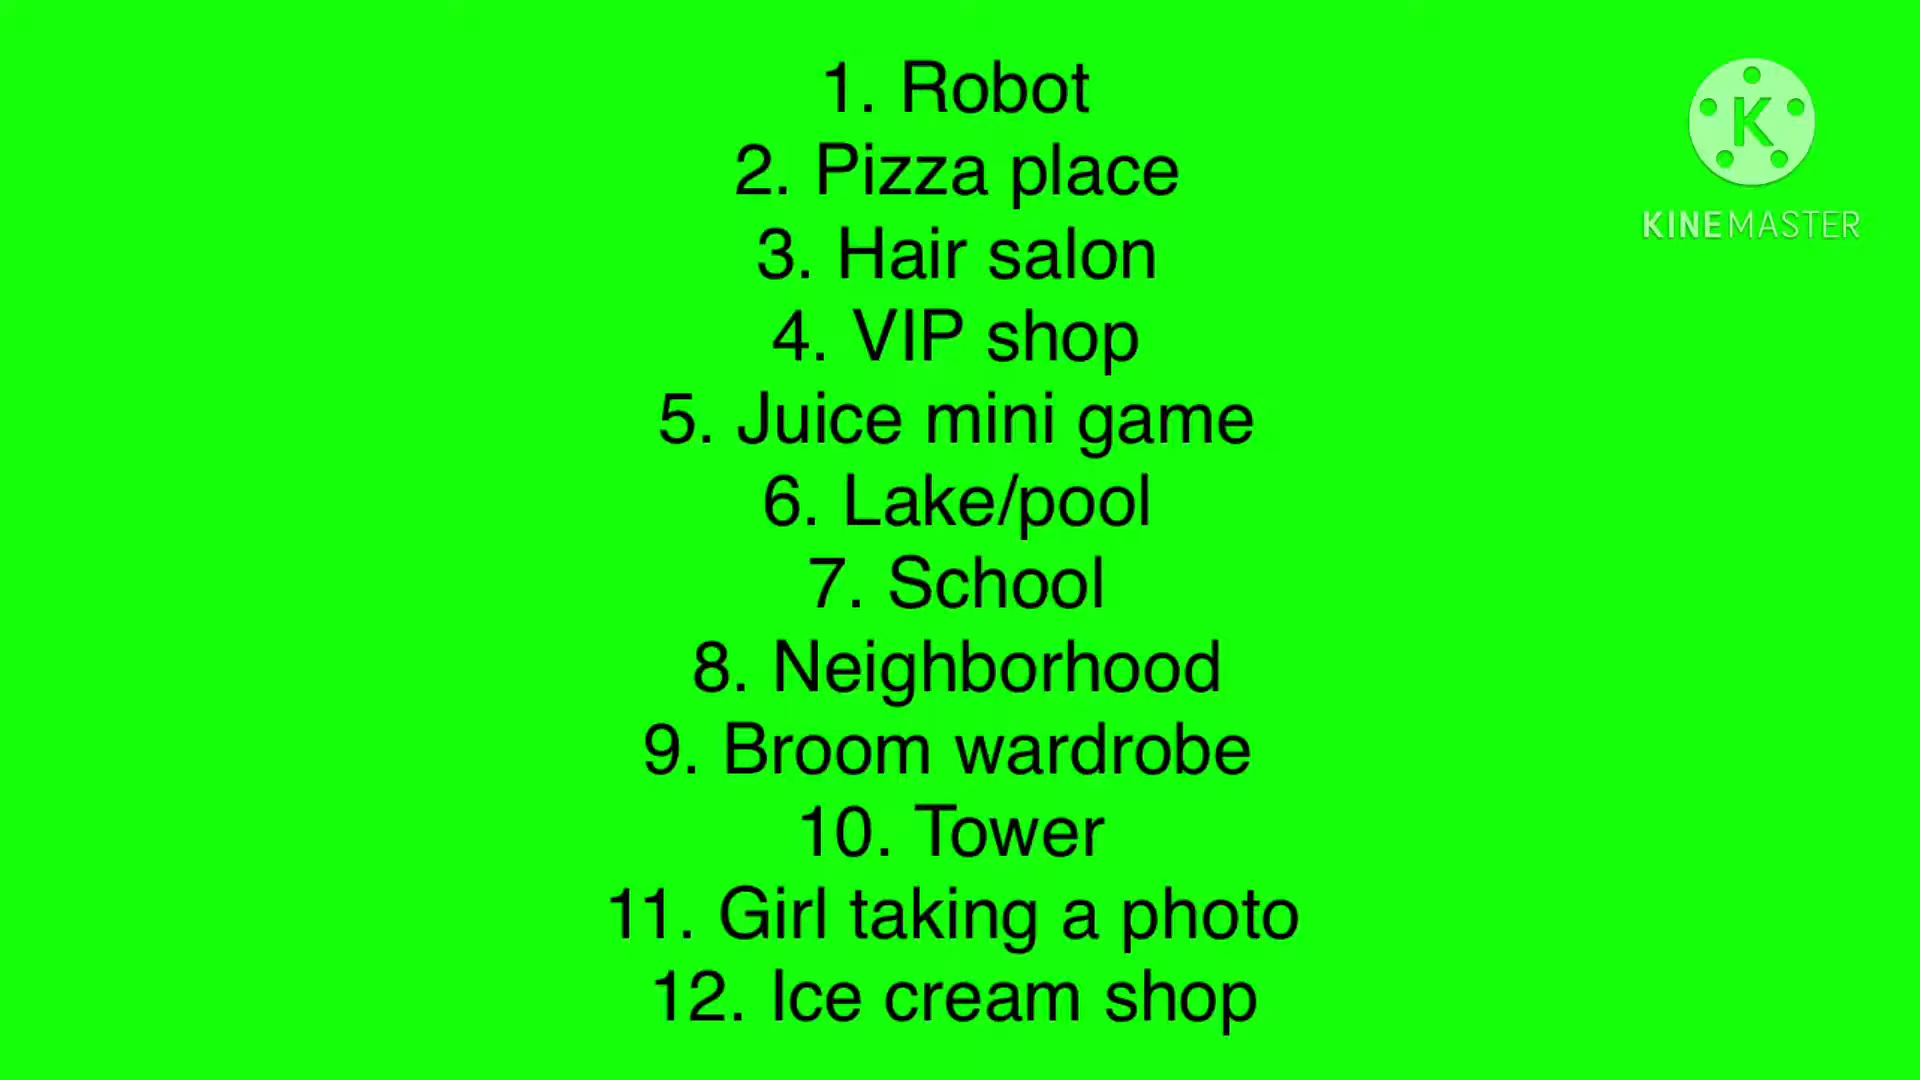 1. Robot
2. Pizza place
3. Hair salon
4. VIP shop
5. Juice mini game
6. Lake/pool
7. School
8. Neighborhood
9. Broom wardrobe
10. Tower
11. Girl taking a photo
12. Ice cream shop
K
KINEMASTER